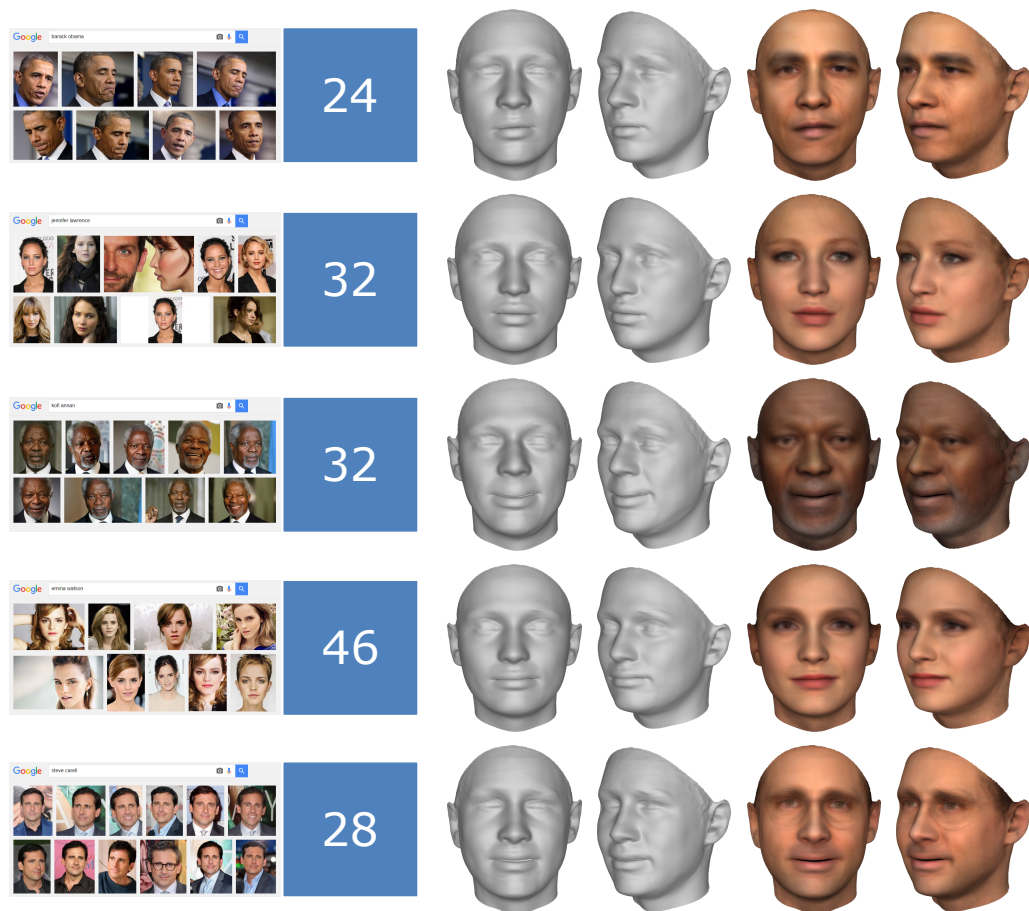 Google barack obama
24
Google jennifer lawrence
32
Google kofi annan
32
Google emma watson
46
Google steve carell
28